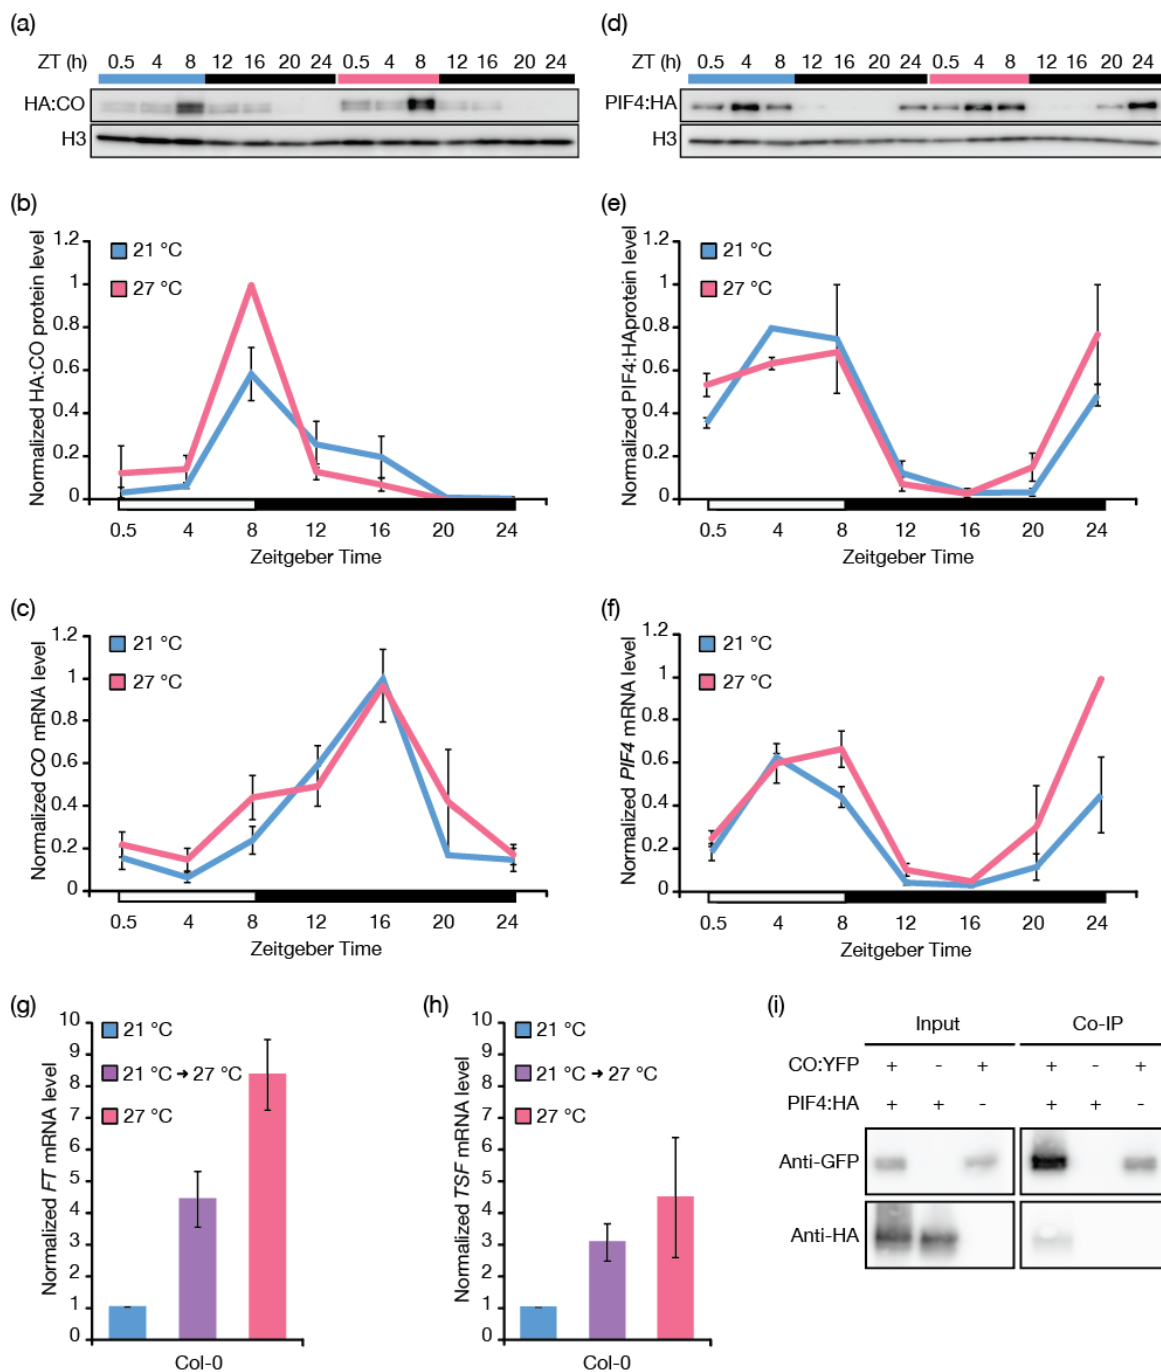 (a)
ZT (h) 0.5 4 8 12 16 20 24 0.5 4 8 12 16 20 24
HA:CO
H3
(d)
ZT (h) 0.5 4 8 12 16 20 24 0.5 4 8 12 16 20 24
PIF4:HA
H3
(b)
Normalized HA:CO protein level
1.2
1
0.8
0.6
0.4
0.2
0
21 °C
27 °C
0.5 4 8 12 16 20 24
Zeitgeber Time
(e)
Normalized PIF4:HAprotein level
1.2
1
0.8
0.6
0.4
0.2
0
21 °C
27 °C
0.5 4 8 12 16 20 24
Zeitgeber Time
(c)
Normalized CO mRNA level
1.2
1
0.8
0.6
0.4
0.2
0
21 °C
27 °C
0.5 4 8 12 16 20 24
Zeitgeber Time
(f)
Normalized PIF4 mRNA level
1.2
1
0.8
0.6
0.4
0.2
0
21 °C
27 °C
0.5 4 8 12 16 20 24
Zeitgeber Time
(g)
Normalized FT mRNA level
10
9
8
7
6
5
4
3
2
1
0
21 °C
21 °C → 27 °C
27 °C
Col-0
(h)
Normalized TSF mRNA level
10
9
8
7
6
5
4
3
2
1
0
21 °C
21 °C → 27 °C
27 °C
Col-0
(i)
Input Co-IP
CO:YFP + - + + - +
PIF4:HA + + - + + -
Anti-GFP
Anti-HA